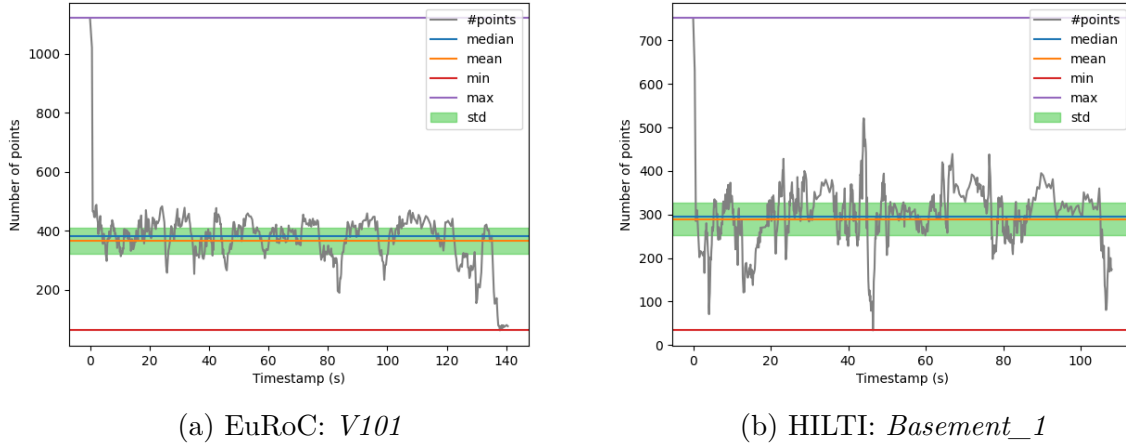 #points
median
mean
min
max
std
Number of points
1000
800
600
400
200
0 20 40 60 80 100 120 140
Timestamp (s)
(a) EuRoC: V101
#points
median
mean
min
max
std
Number of points
700
600
500
400
300
200
100
0
0 20 40 60 80 100
Timestamp (s)
(b) HILTI: Basement_1